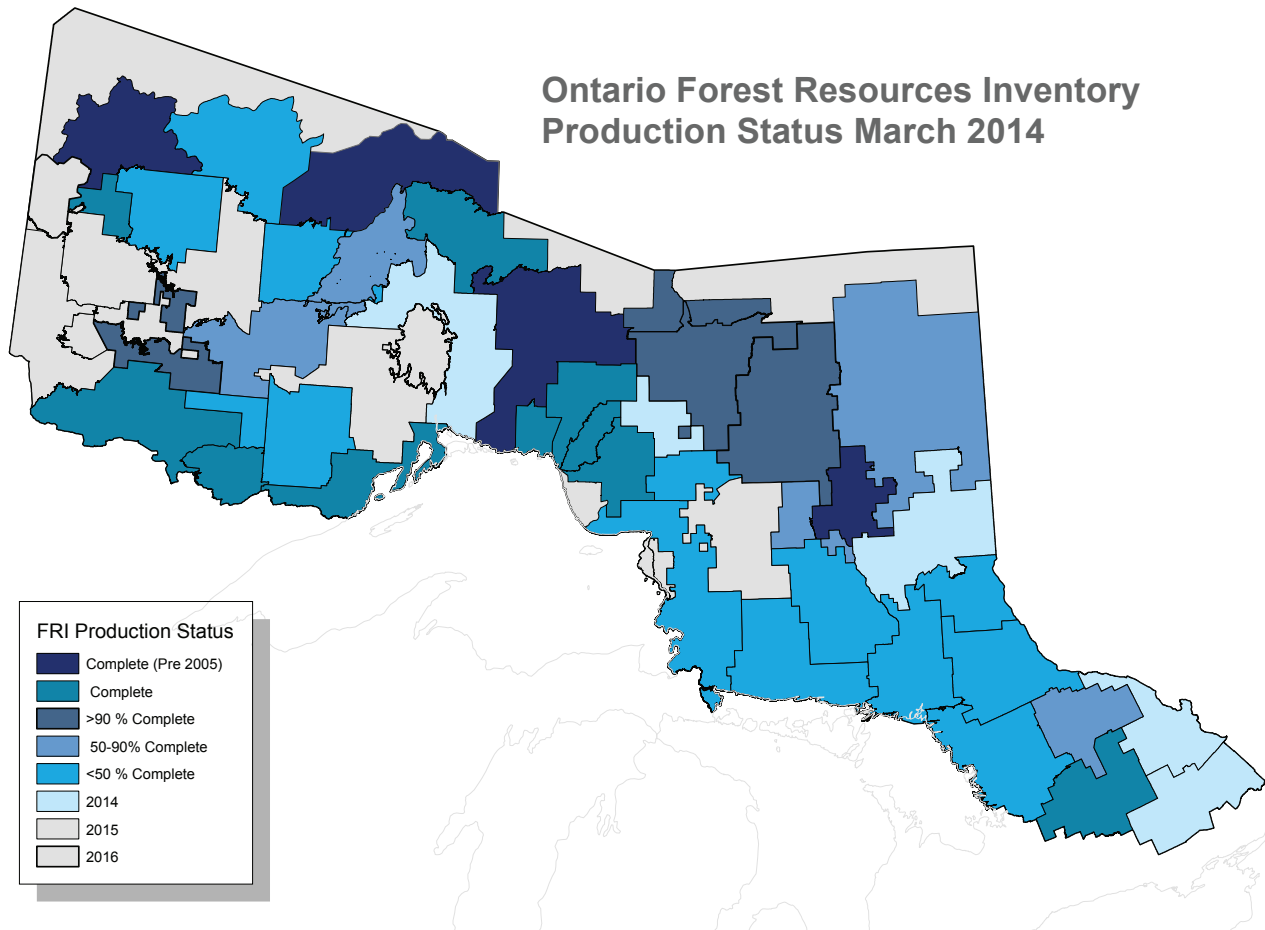 Ontario Forest Resources Inventory
Production Status March 2014
FRI Production Status
Complete (Pre 2005)
Complete
>90 % Complete
50-90% Complete
<50 % Complete
2014
2015
2016